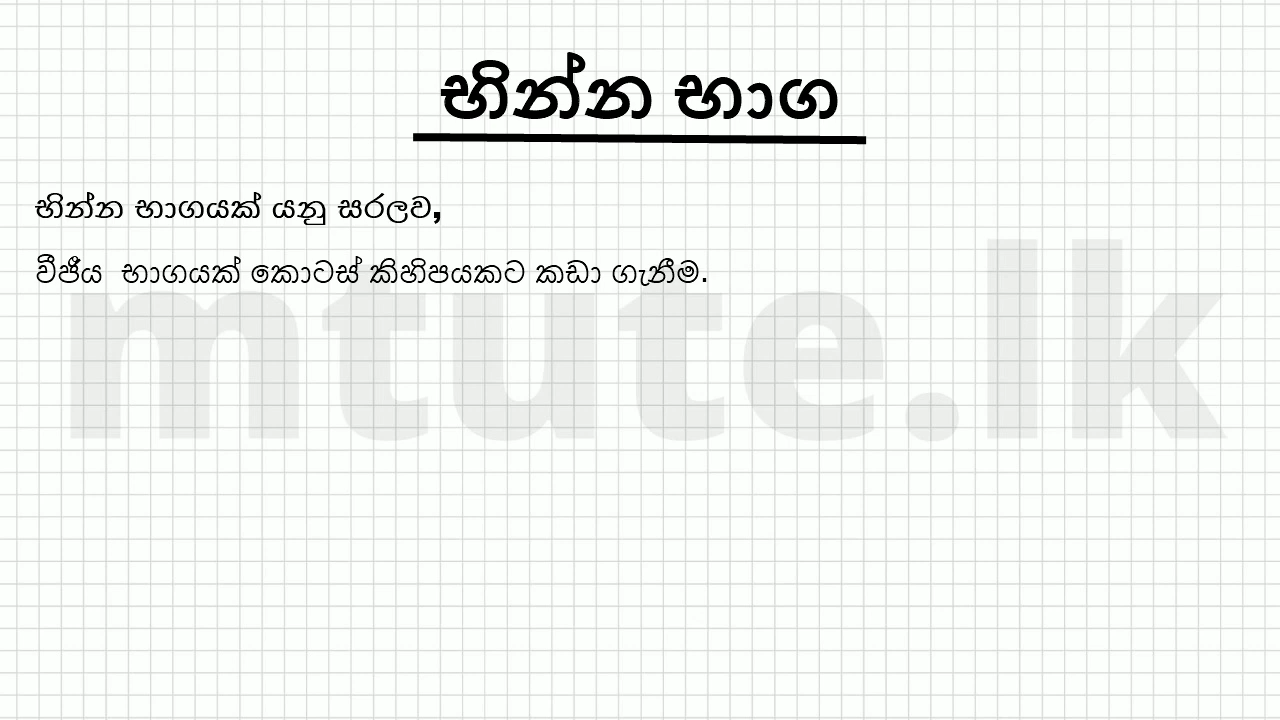 භින්න භාග
භින්න භාගයක් යනු සරලව,
වීජීය භාගයක් කොටස් කිහිපයකට කඩා ගැනීම.
mtute.lk